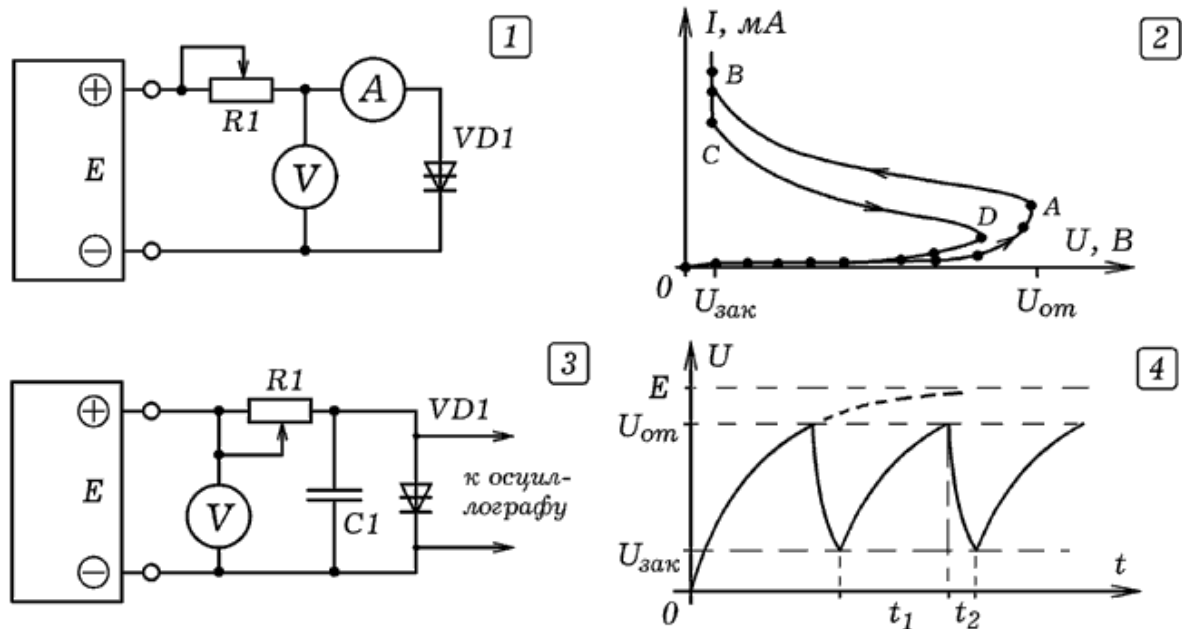 1
E
R1
A
V
VD1
2
I, мА
B
C
D
A
U, В
0
Uзак
Uот
3
E
R1
V
C1
VD1
к осцил-
лографу
4
U
E
Uот
Uзак
0
t1
t2
t